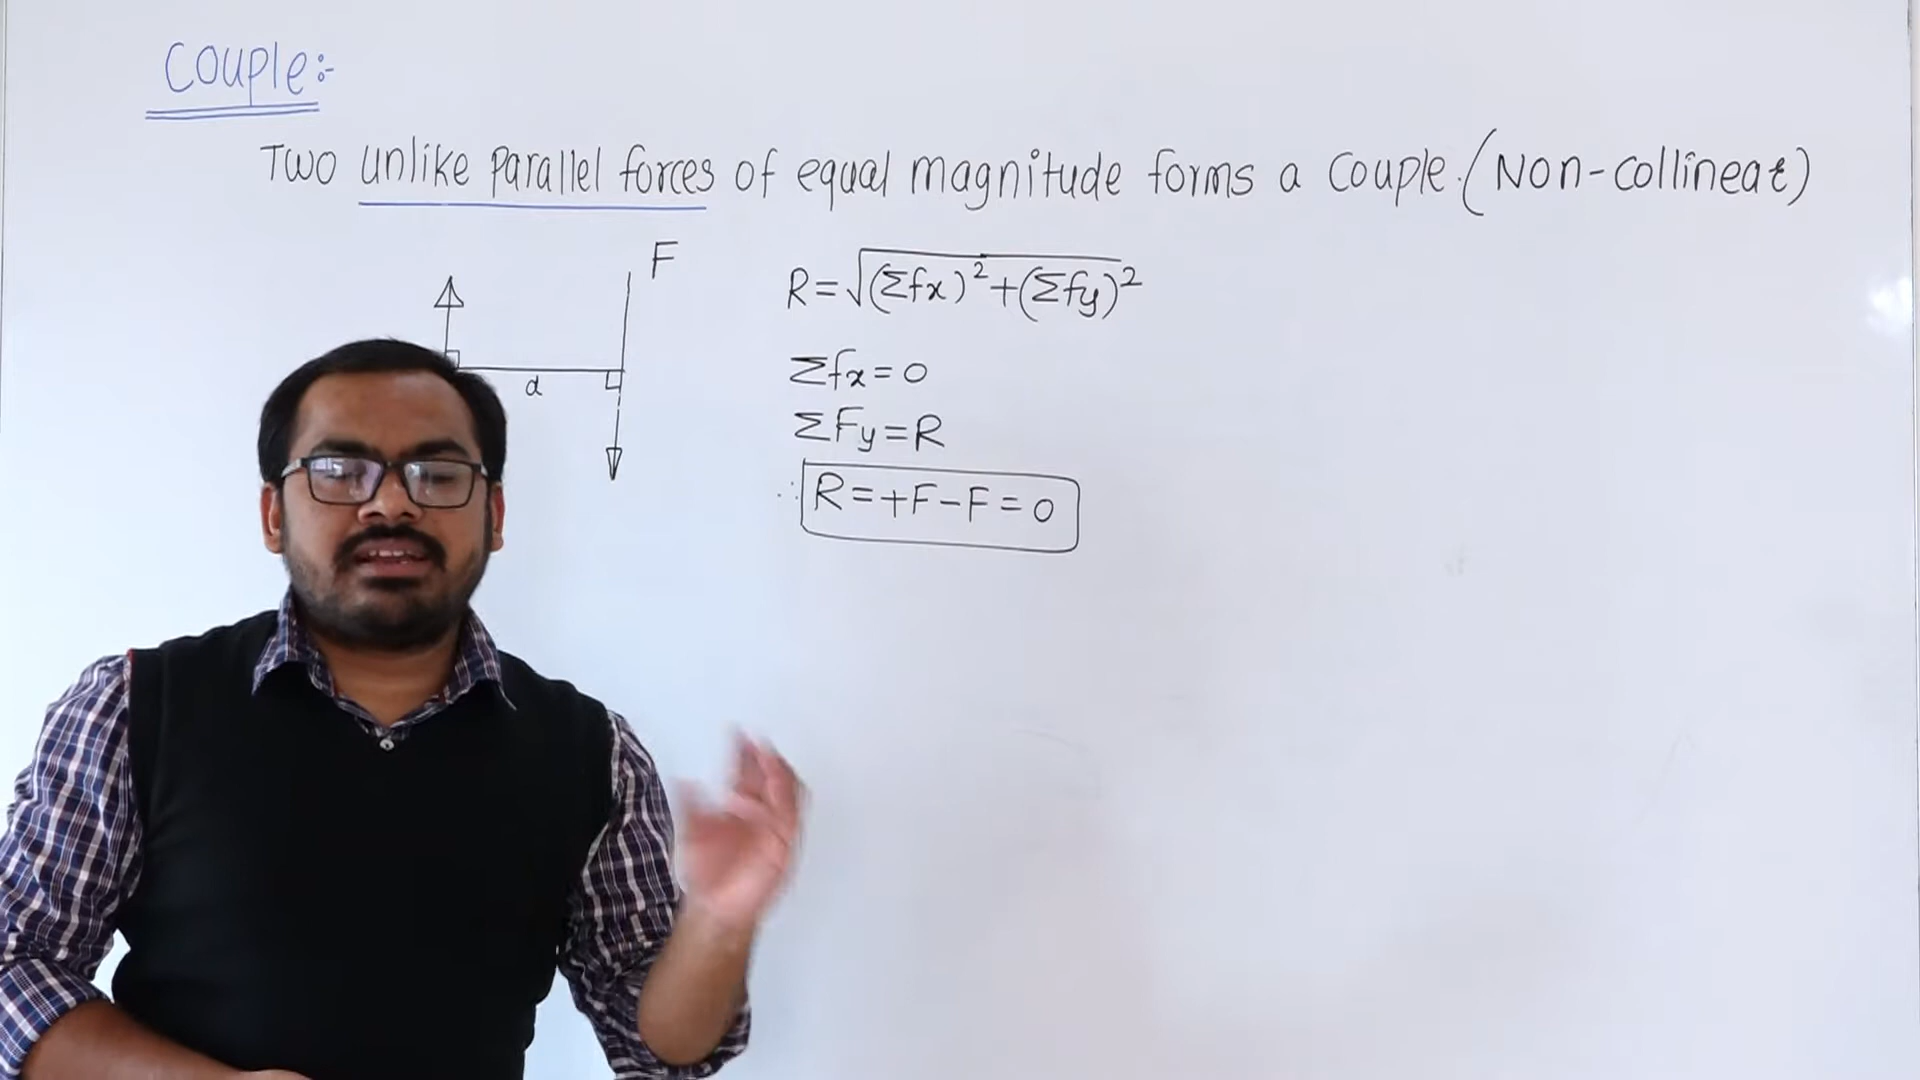 Couple:-
Two unlike parallel forces of equal magnitude forms a Couple. (Non-collineat)
F
d
R=√(Σfx)²+(Σfy)²
Σfx=0
ΣFy=R
∴ R=+F-F=0